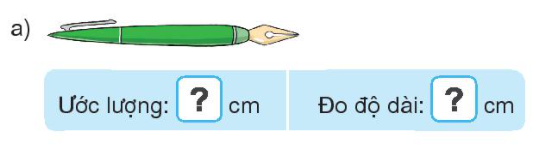 a)
Ước lượng: ? cm Đo độ dài: ? cm